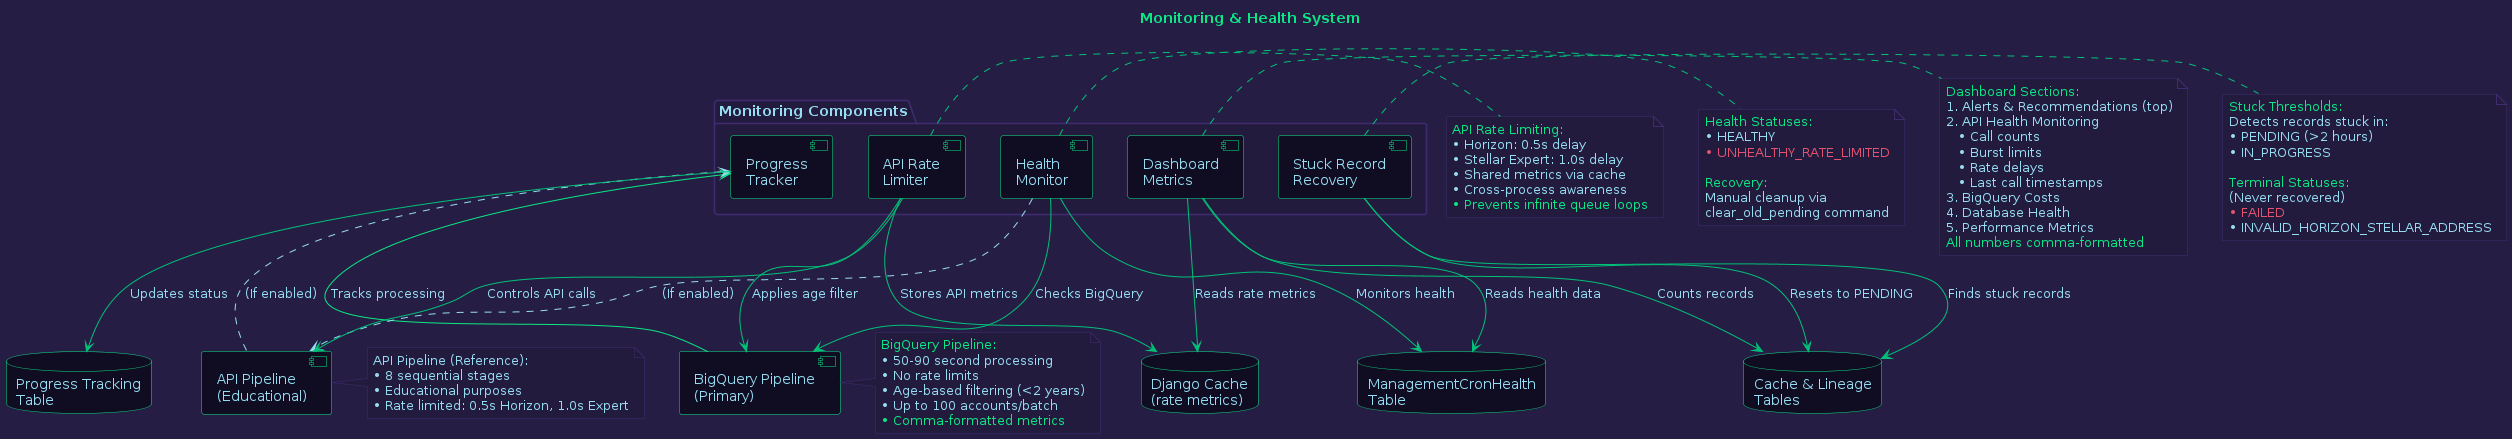 Monitoring & Health System
Monitoring Components
Progress
Tracker
API Rate
Limiter
Health
Monitor
Dashboard
Metrics
Stuck Record
Recovery
API Rate Limiting:
• Horizon: 0.5s delay
• Stellar Expert: 1.0s delay
• Shared metrics via cache
• Cross-process awareness
• Prevents infinite queue loops
Health Statuses:
• HEALTHY
• UNHEALTHY_RATE_LIMITED
Recovery:
Manual cleanup via
clear_old_pending command
Dashboard Sections:
1. Alerts & Recommendations (top)
2. API Health Monitoring
• Call counts
• Burst limits
• Rate delays
• Last call timestamps
3. BigQuery Costs
4. Database Health
5. Performance Metrics
All numbers comma-formatted
Stuck Thresholds:
Detects records stuck in:
• PENDING (>2 hours)
• IN_PROGRESS
Terminal Statuses:
(Never recovered)
• FAILED
• INVALID_HORIZON_STELLAR_ADDRESS
Updates status
(If enabled)
Tracks processing
Controls API calls
(If enabled)
Applies age filter
Stores API metrics
Checks BigQuery
Reads rate metrics
Monitors health
Reads health data
Counts records
Resets to PENDING
Finds stuck records
Progress Tracking
Table
API Pipeline
(Educational)
API Pipeline (Reference):
• 8 sequential stages
• Educational purposes
• Rate limited: 0.5s Horizon, 1.0s Expert
BigQuery Pipeline
(Primary)
BigQuery Pipeline:
• 50-90 second processing
• No rate limits
• Age-based filtering (<2 years)
• Up to 100 accounts/batch
• Comma-formatted metrics
Django Cache
(rate metrics)
ManagementCronHealth
Table
Cache & Lineage
Tables